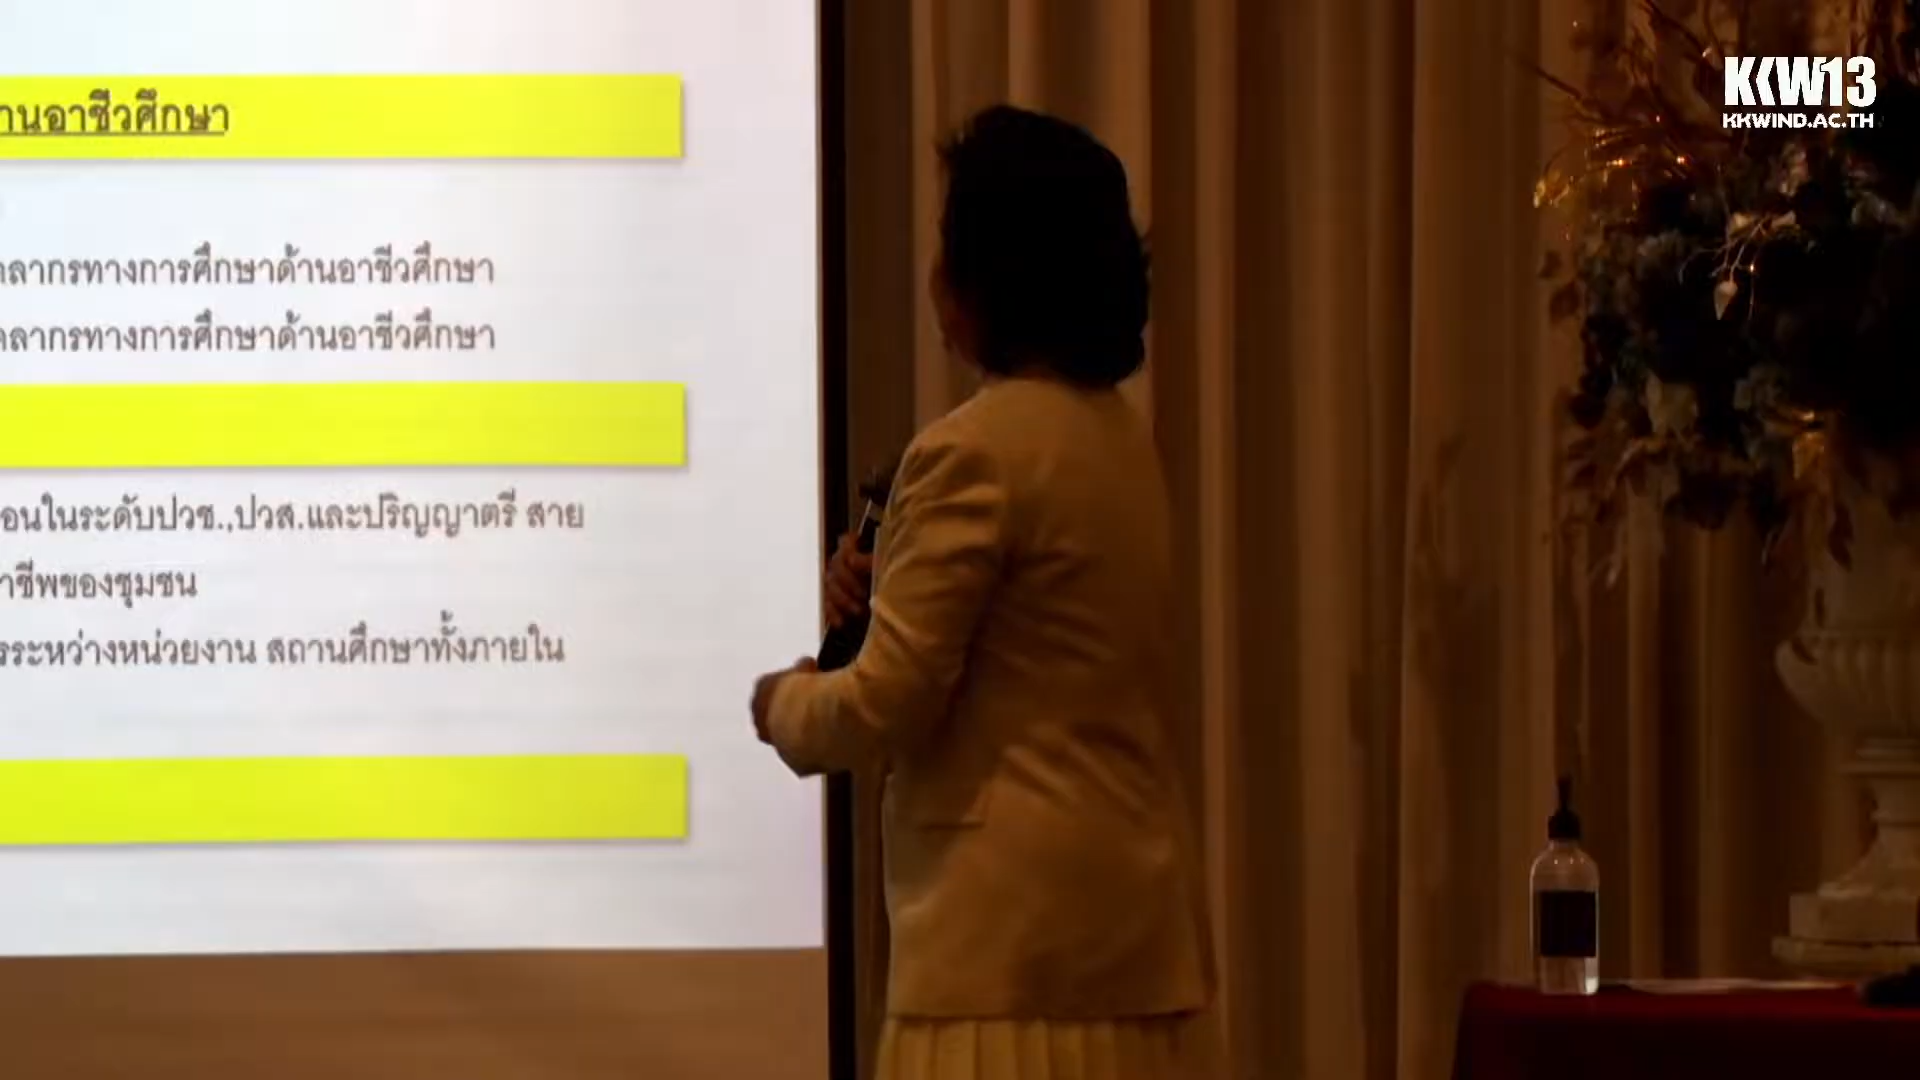 านอาชีวศึกษา
KKW13
KKWIND.AC.TH
ลากรทางการศึกษาด้านอาชีวศึกษา
ลากรทางการศึกษาด้านอาชีวศึกษา
อนในระดับปวช.,ปวส.และปริญญาตรี สาย
าชีพของชุมชน
ระหว่างหน่วยงาน สถานศึกษาทั้งภายใน